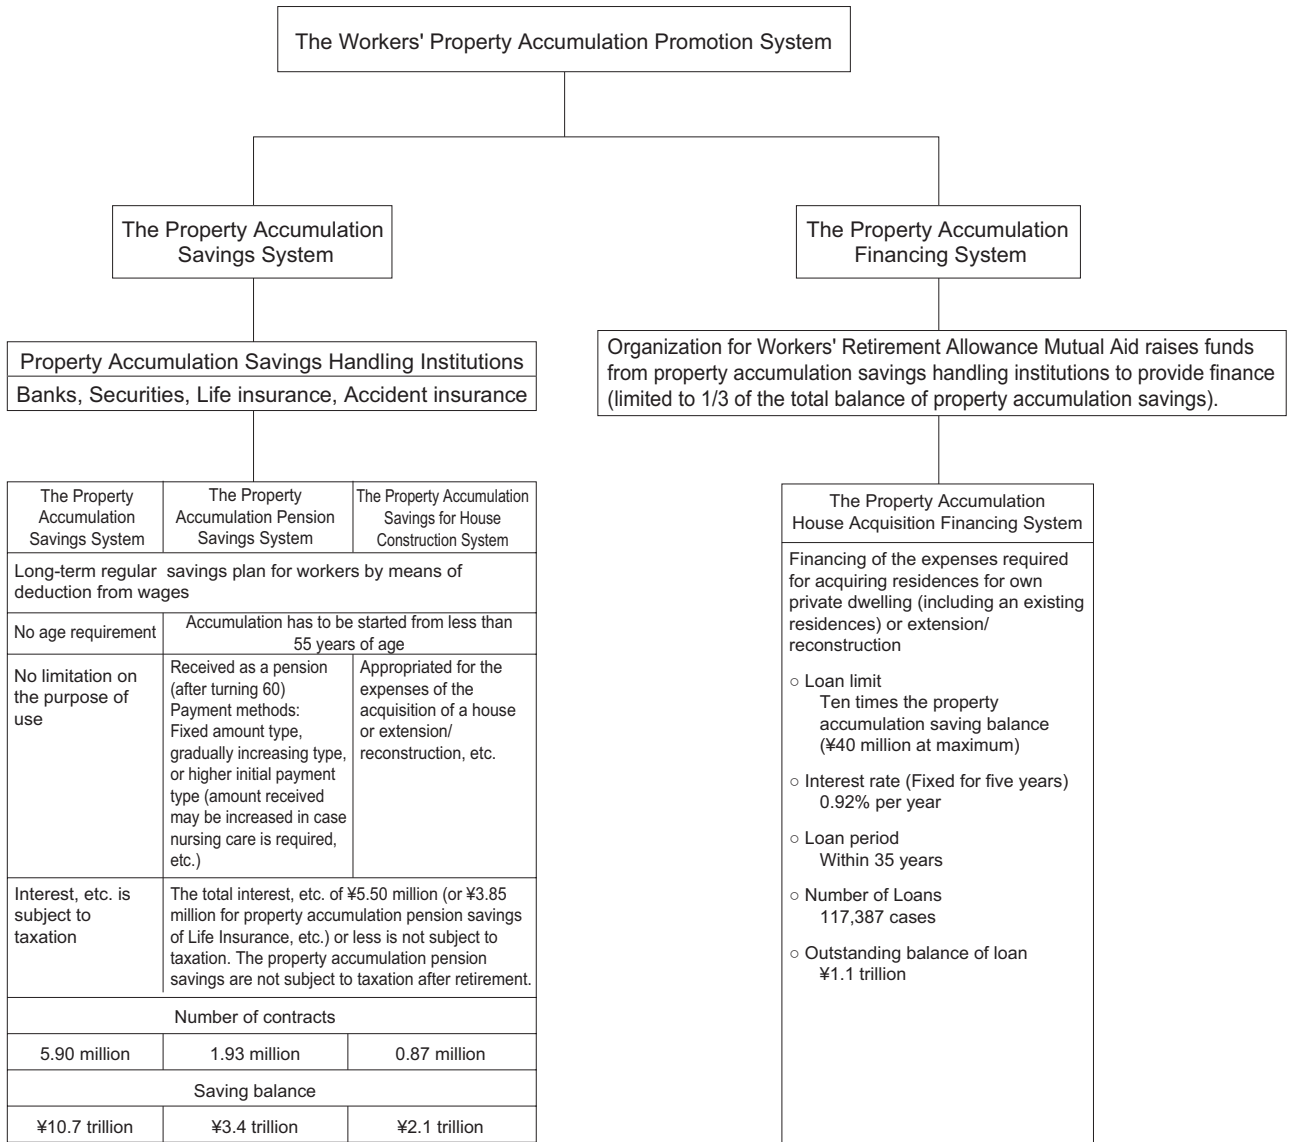 The Workers' Property Accumulation Promotion System
The Property Accumulation
Savings System
The Property Accumulation
Financing System
Property Accumulation Savings Handling Institutions
Banks, Securities, Life insurance, Accident insurance
Organization for Workers' Retirement Allowance Mutual Aid raises funds
from property accumulation savings handling institutions to provide finance
(limited to 1/3 of the total balance of property accumulation savings).
The Property
Accumulation
Savings System
The Property
Accumulation Pension
Savings System
The Property Accumulation
Savings for House
Construction System
Long-term regular savings plan for workers by means of
deduction from wages
No age requirement
Accumulation has to be started from less than
55 years of age
No limitation on
the purpose of
use
Received as a pension
(after turning 60)
Payment methods:
Fixed amount type,
gradually increasing type,
or higher initial payment
type (amount received
may be increased in case
nursing care is required,
etc.)
Appropriated for the
expenses of the
acquisition of a house
or extension/
reconstruction, etc.
Interest, etc. is
subject to
taxation
The total interest, etc. of ¥5.50 million (or ¥3.85
million for property accumulation pension savings
of Life Insurance, etc.) or less is not subject to
taxation. The property accumulation pension
savings are not subject to taxation after retirement.
Number of contracts
5.90 million
1.93 million
0.87 million
Saving balance
¥10.7 trillion
¥3.4 trillion
¥2.1 trillion
The Property Accumulation
House Acquisition Financing System
Financing of the expenses required
for acquiring residences for own
private dwelling (including an existing
residences) or extension/
reconstruction
○ Loan limit
Ten times the property
accumulation saving balance
(¥40 million at maximum)
○ Interest rate (Fixed for five years)
0.92% per year
○ Loan period
Within 35 years
○ Number of Loans
117,387 cases
○ Outstanding balance of loan
¥1.1 trillion